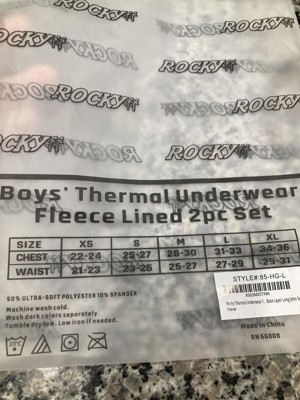 ROCKY
ROCKY
ROCKY
ROCKY
ROCKY
ROCKY
Boys' Thermal Underwear
Fleece Lined 2pc Set
SIZE XS S M L XL
CHEST 22-24 25-27 28-30 31-33 34-36
WAIST 21-23 23-25 25-27 27-29 29-31
90% ULTRA-SOFT POLYESTER 10% SPANDEX
Machine wash cold.
Wash dark colors separately.
Tumble dry low. Low iron if needed.
STYLE#:85-HG-L
Made in China
RN 66008